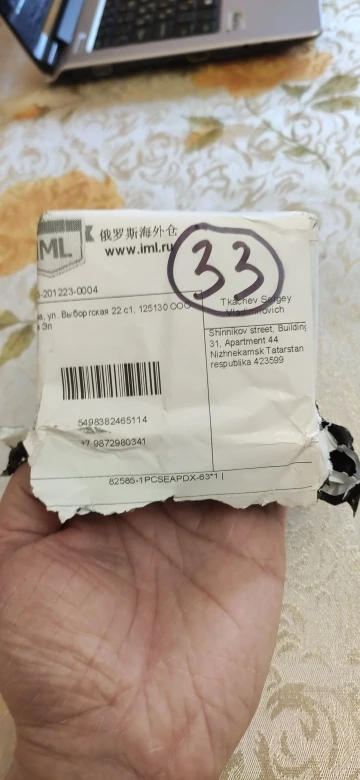 IML 俄罗斯海外仓
www.iml.ru
33
-201223-0004
ул. Выборгская 22 с1, 125130 ООО
Эл
Tkachev Sergey
Vladimirovich
Shinnikov street, Building
31, Apartment 44
Nizhnekamsk Tatarstan
respublika 423599
5498382465114
+7 9872980341
82585-1PCSEAPDX-63*1 |